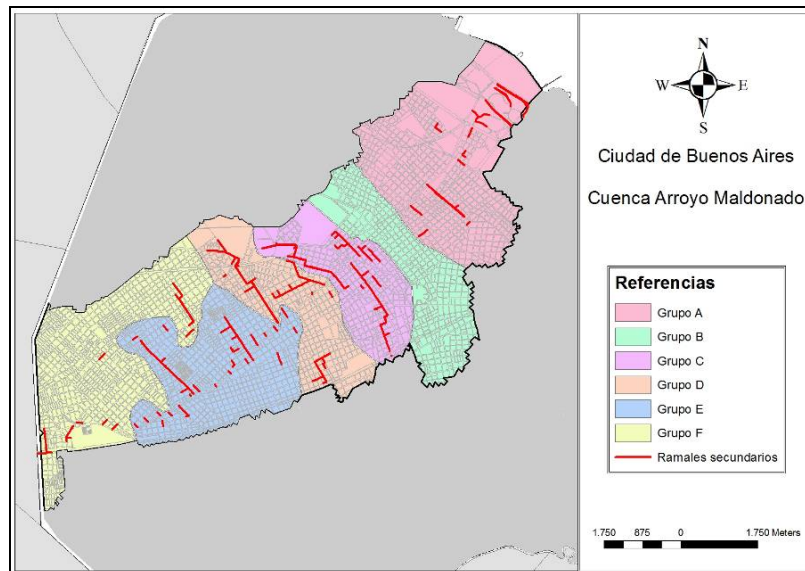 N
W E
S
Ciudad de Buenos Aires
Cuenca Arroyo Maldonado
Referencias
Grupo A
Grupo B
Grupo C
Grupo D
Grupo E
Grupo F
Ramales secundarios
1.750 875 0 1.750 Meters